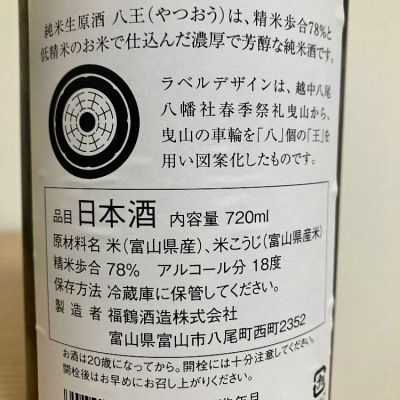 純米生原酒 八王(やつおう)は、精米歩合78%と
低精米のお米で仕込んだ濃厚で芳醇な純米酒です。
ラベルデザインは、越中八尾
八幡社春季祭礼曳山から、
曳山の車輪を「八」個の「王」を
用い図案化したものです。
品目 日本酒 内容量 720ml
原材料名 米(富山県産)、米こうじ(富山県産米)
精米歩合 78% アルコール分 18度
保存方法 冷蔵庫に保管してください。
製造者 福鶴酒造株式会社
富山県富山市八尾町西町2352
お酒は20歳になってから。開栓には十分注意してください。
開栓後はお早めにお召し上がりください。